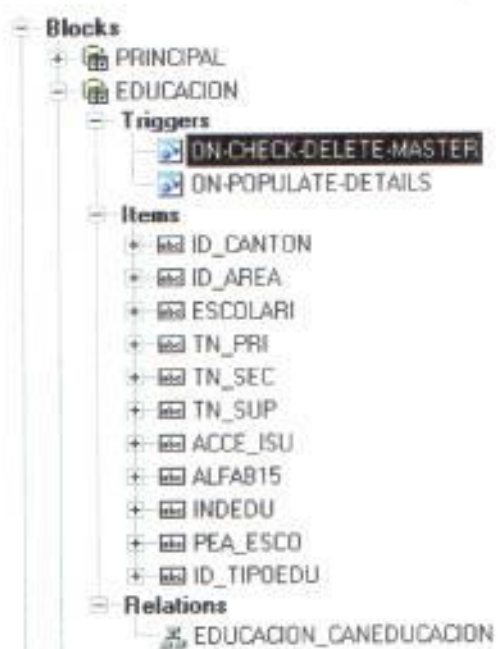 Blocks
PRINCIPAL
EDUCACION
Triggers
ON-CHECK-DELETE-MASTER
ON-POPULATE-DETAILS
Items
ID_CANTON
ID_AREA
ESCOLARI
TN_PRI
TN_SEC
TN_SUP
ACCE_ISU
ALFAB15
INDEDU
PEA_ESCO
ID_TIPOEDU
Relations
EDUCACION_CANEDUCACION